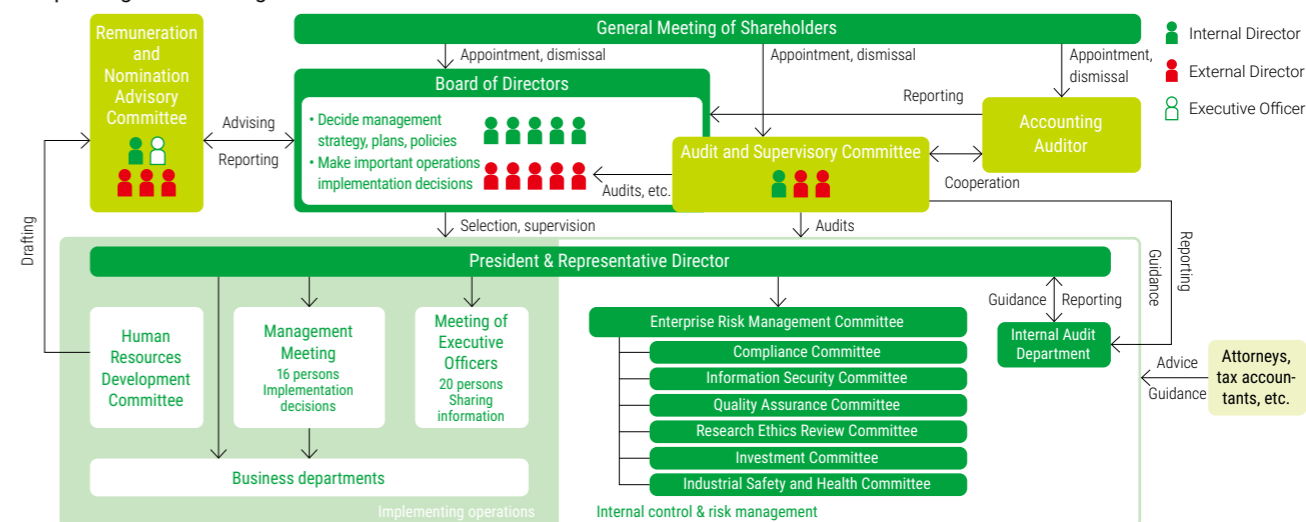 General Meeting of Shareholders
Internal Director
External Director
Executive Officer
Remuneration
and
Nomination
Advisory
Committee
Appointment, dismissal
Appointment, dismissal
Appointment,
dismissal
Board of Directors
• Decide management
strategy, plans, policies
• Make important operations
implementation decisions
Advising
Reporting
Reporting
Accounting
Auditor
Audit and Supervisory Committee
Audits, etc.
Cooperation
Selection, supervision
Audits
Drafting
Reporting
Guidance
President & Representative Director
Human
Resources
Development
Committee
Management
Meeting
16 persons
Implementation
decisions
Meeting of
Executive
Officers
20 persons
Sharing
information
Business departments
Implementing operations
Enterprise Risk Management Committee
Compliance Committee
Information Security Committee
Quality Assurance Committee
Research Ethics Review Committee
Investment Committee
Industrial Safety and Health Committee
Internal control & risk management
Guidance
Reporting
Internal Audit
Department
Advice
Guidance
Attorneys,
tax accoun-
tants, etc.